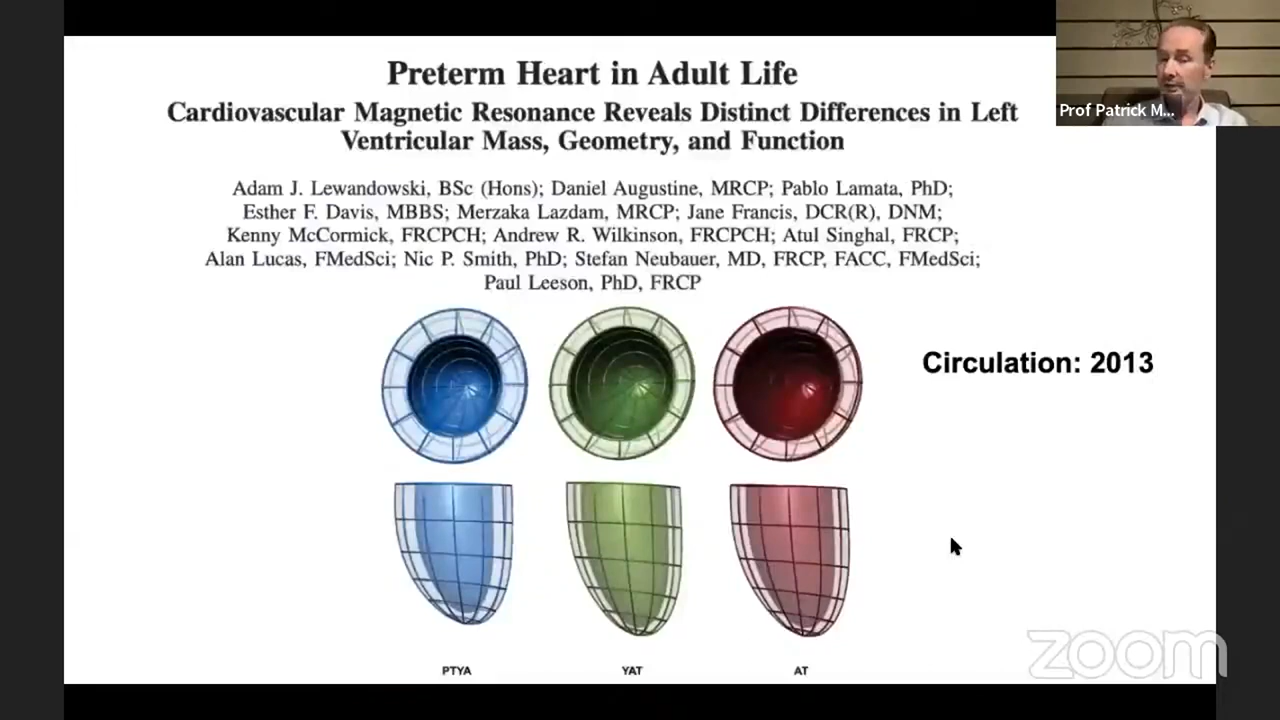 Preterm Heart in Adult Life
Cardiovascular Magnetic Resonance Reveals Distinct Differences in Left
Ventricular Mass, Geometry, and Function
Adam J. Lewandowski, BSc (Hons); Daniel Augustine, MRCP; Pablo Lamata, PhD;
Esther F. Davis, MBBS; Merzaka Lazdam, MRCP; Jane Francis, DCR(R), DNM;
Kenny McCormick, FRCPCH; Andrew R. Wilkinson, FRCPCH; Atul Singhal, FRCP;
Alan Lucas, FMedSci; Nic P. Smith, PhD; Stefan Neubauer, MD, FRCP, FACC, FMedSci;
Paul Leeson, PhD, FRCP
Prof Patrick M...
Circulation: 2013
PTYA YAT AT
zoom